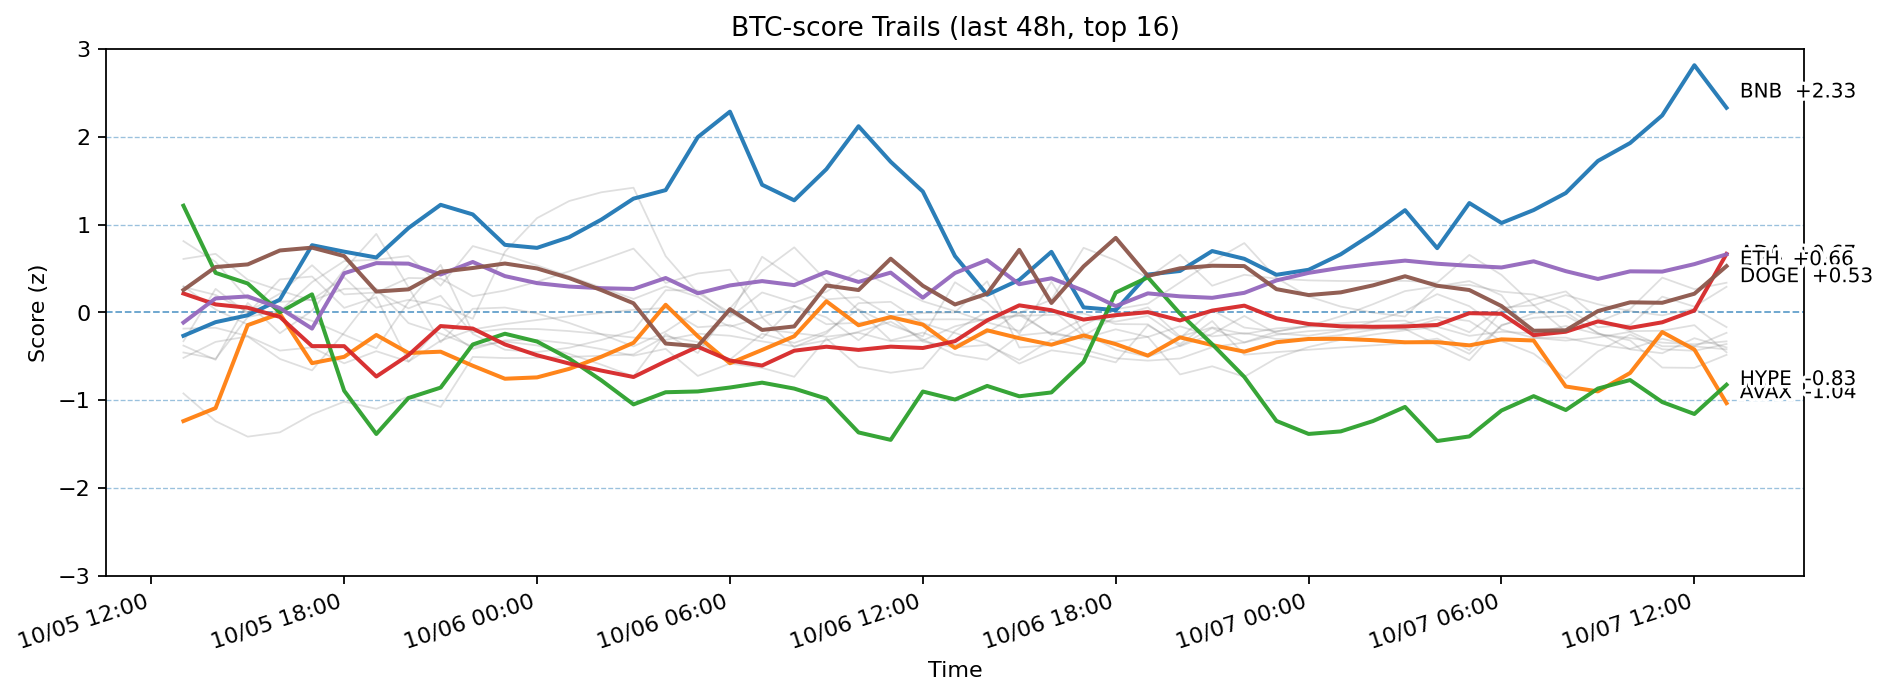 BTC-score Trails (last 48h, top 16)
Score (z)
3
2
1
0
−1
−2
−3
BNB +2.33
ETH +0.66
DOGE +0.53
HYPE -0.83
AVAX -1.04
10/05 12:00
10/05 18:00
10/06 00:00
10/06 06:00
10/06 12:00
10/06 18:00
10/07 00:00
10/07 06:00
10/07 12:00
Time